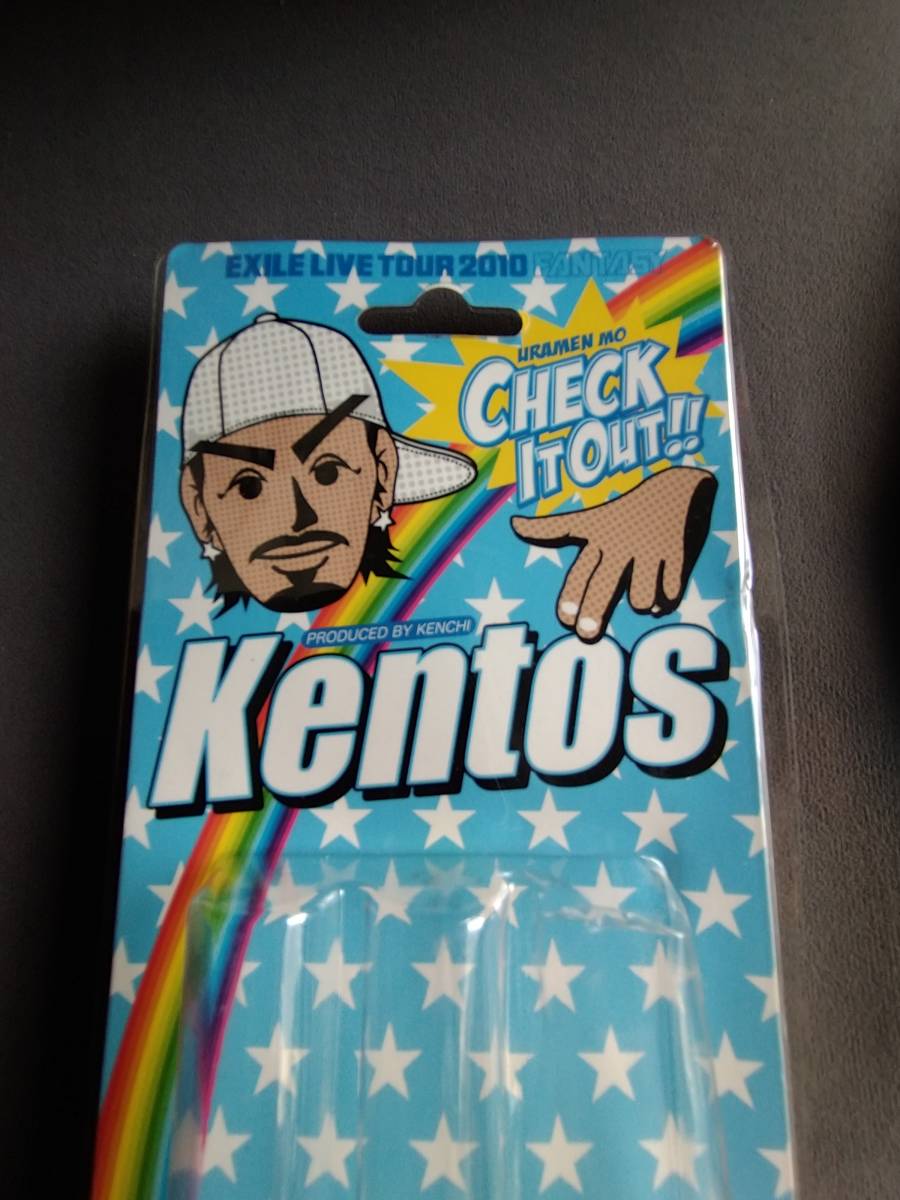 EXILE LIVE TOUR 2010 FANTASY
URAMEN MO
CHECK
IT OUT!!
PRODUCED BY KENCHI
Kentos